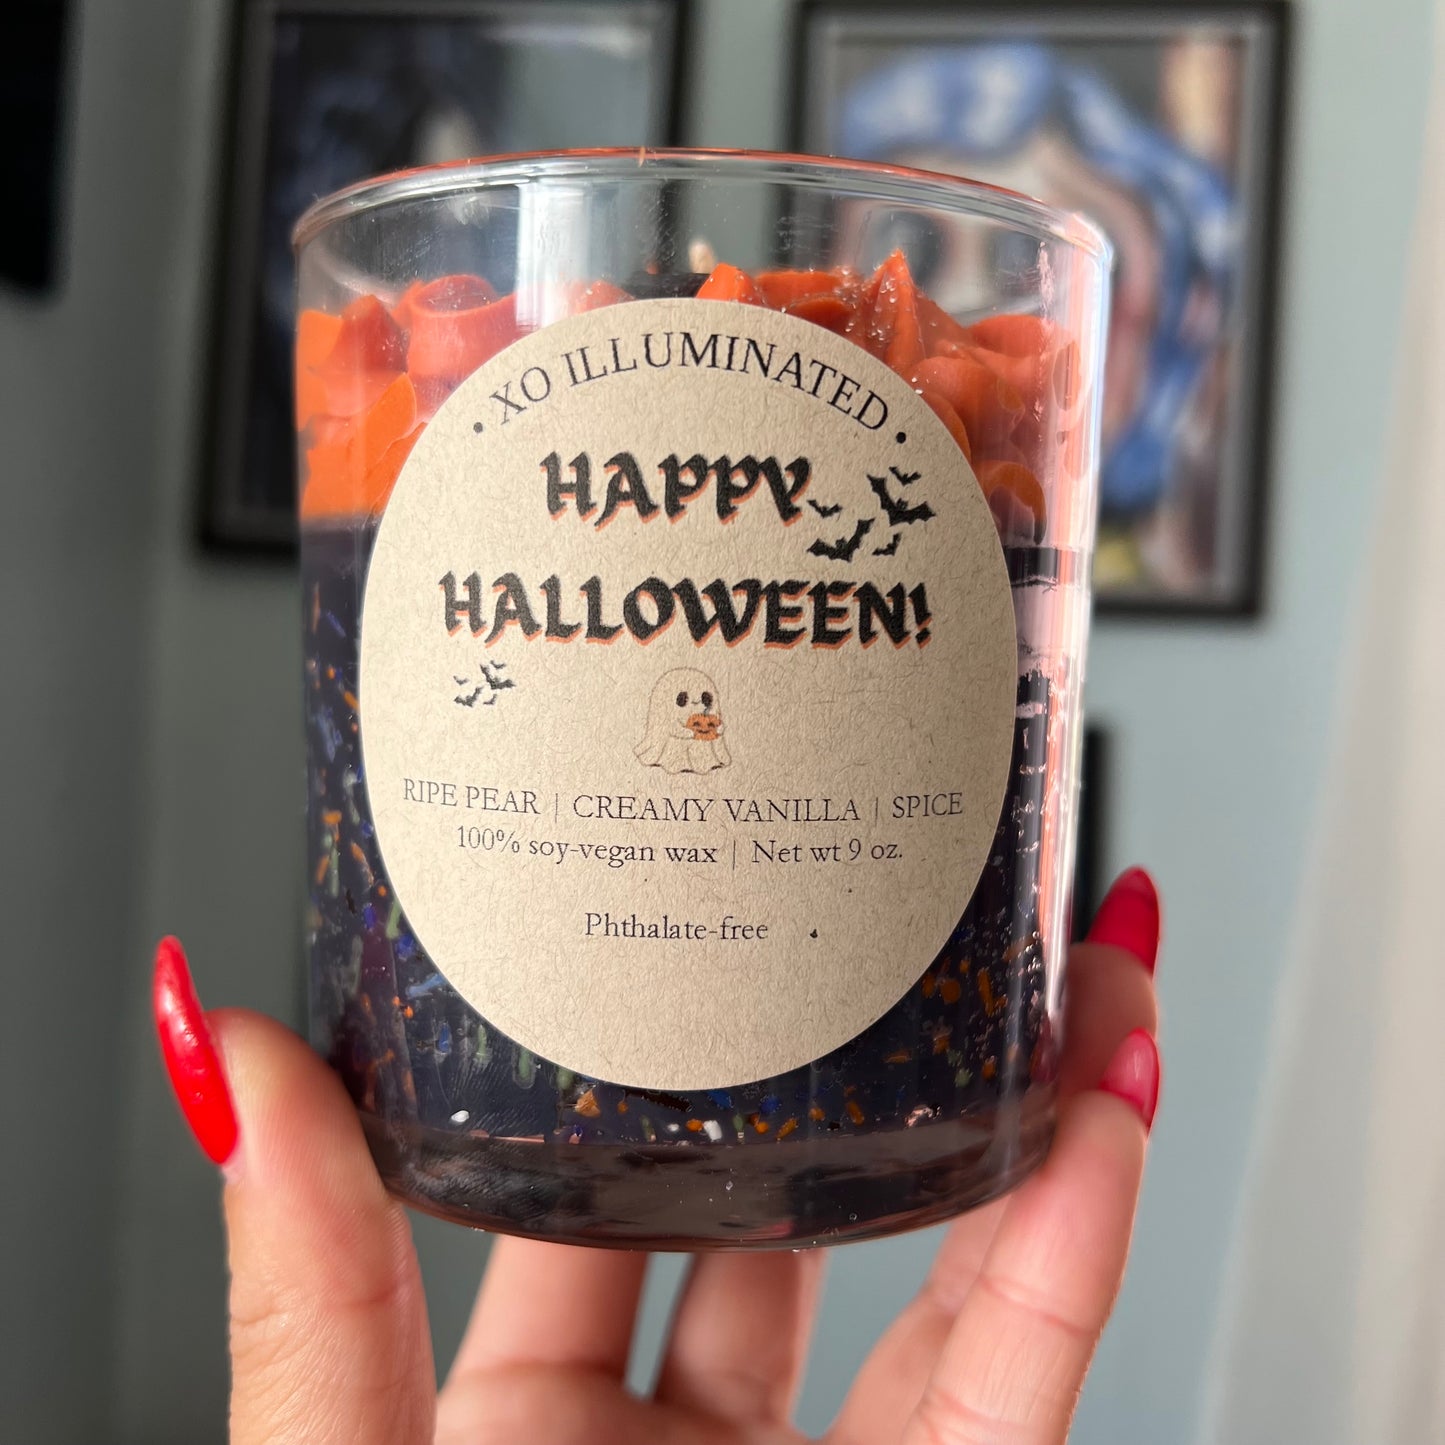 • XO ILLUMINATED •
HAPPY
HALLOWEEN!
RIPE PEAR | CREAMY VANILLA | SPICE
100% soy-vegan wax | Net wt 9 oz.
Phthalate-free